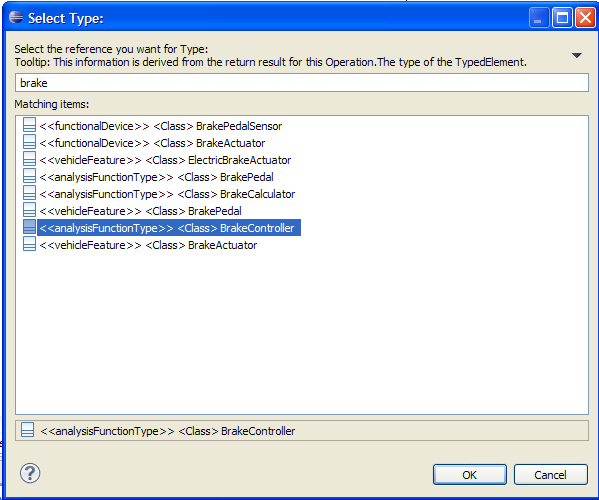 Select Type:
Select the reference you want for Type:
Tooltip: This information is derived from the return result for this Operation.The type of the TypedElement.
brake
Matching items:
<<functionalDevice>> <Class> BrakePedalSensor
<<functionalDevice>> <Class> BrakeActuator
<<vehicleFeature>> <Class> ElectricBrakeActuator
<<analysisFunctionType>> <Class> BrakePedal
<<analysisFunctionType>> <Class> BrakeCalculator
<<vehicleFeature>> <Class> BrakePedal
<<analysisFunctionType>> <Class> BrakeController
<<vehicleFeature>> <Class> BrakeActuator
<<analysisFunctionType>> <Class> BrakeController
?
OK Cancel